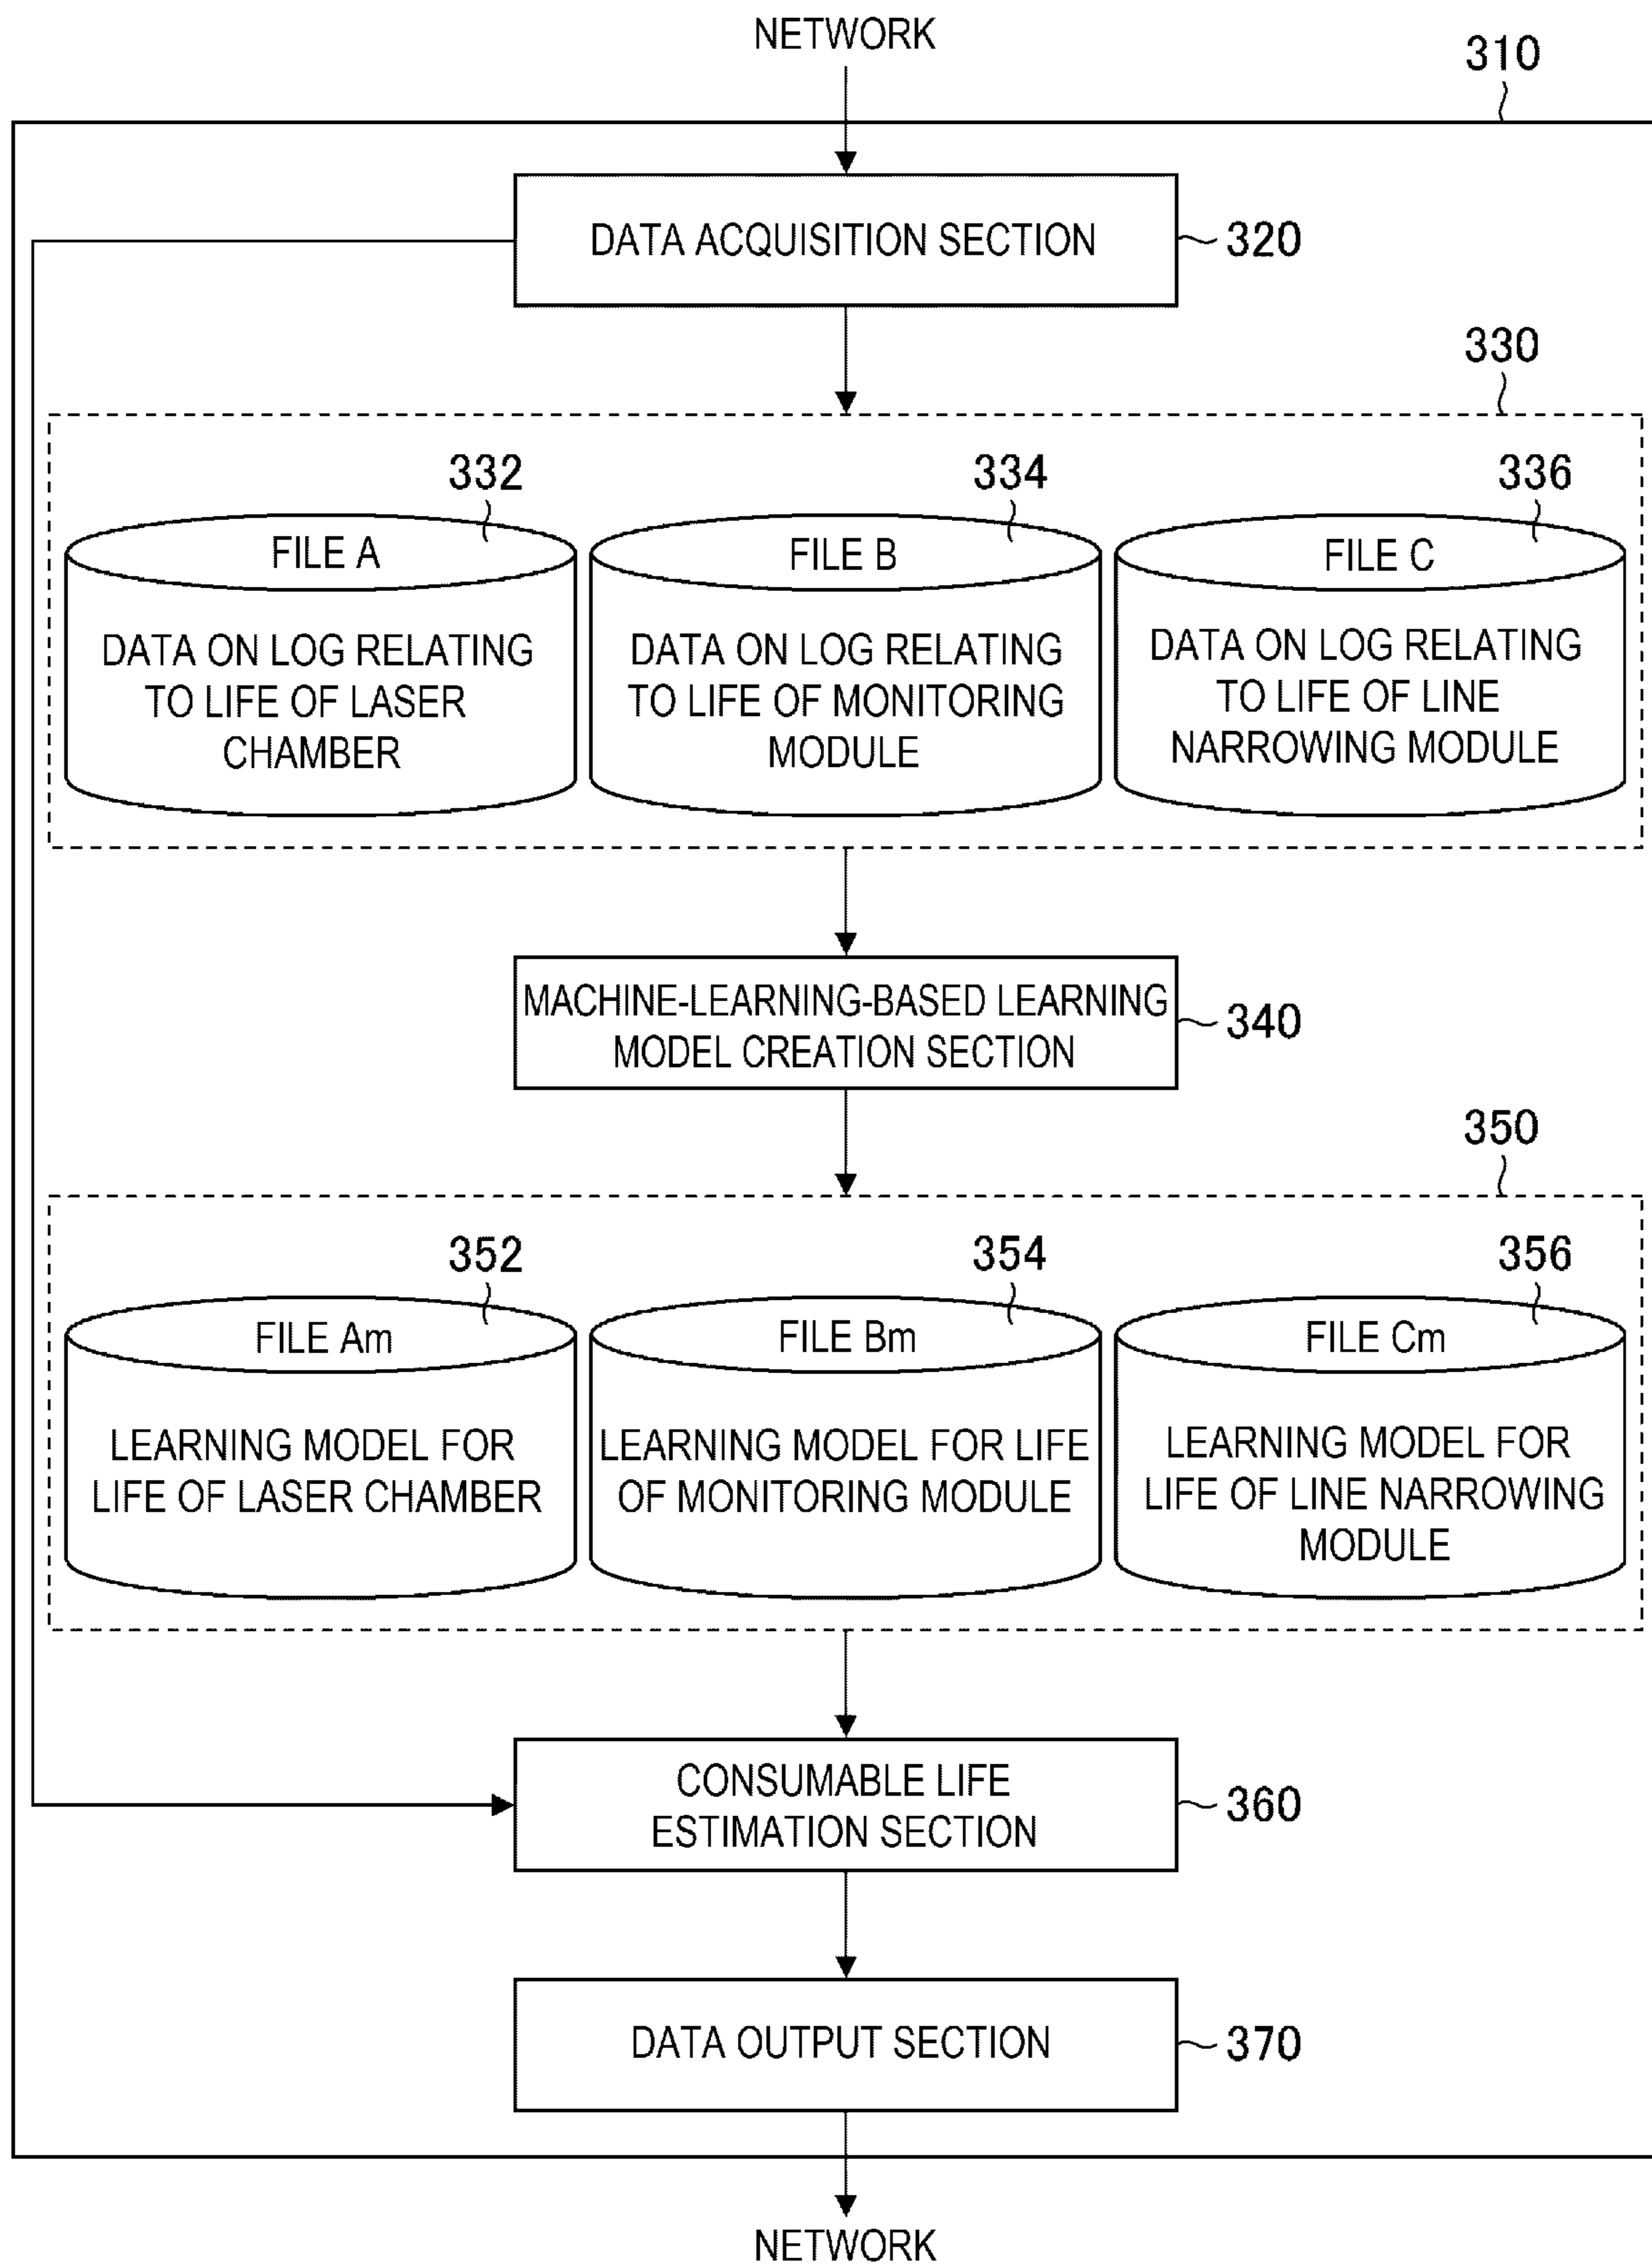 NETWORK
310
DATA ACQUISITION SECTION
320
330
332
334
336
FILE A
DATA ON LOG RELATING
TO LIFE OF LASER
CHAMBER
FILE B
DATA ON LOG RELATING
TO LIFE OF MONITORING
MODULE
FILE C
DATA ON LOG RELATING
TO LIFE OF LINE
NARROWING MODULE
MACHINE-LEARNING-BASED LEARNING
MODEL CREATION SECTION
340
350
352
354
356
FILE Am
LEARNING MODEL FOR
LIFE OF LASER CHAMBER
FILE Bm
LEARNING MODEL FOR LIFE
OF MONITORING MODULE
FILE Cm
LEARNING MODEL FOR
LIFE OF LINE NARROWING
MODULE
CONSUMABLE LIFE
ESTIMATION SECTION
360
DATA OUTPUT SECTION
370
NETWORK